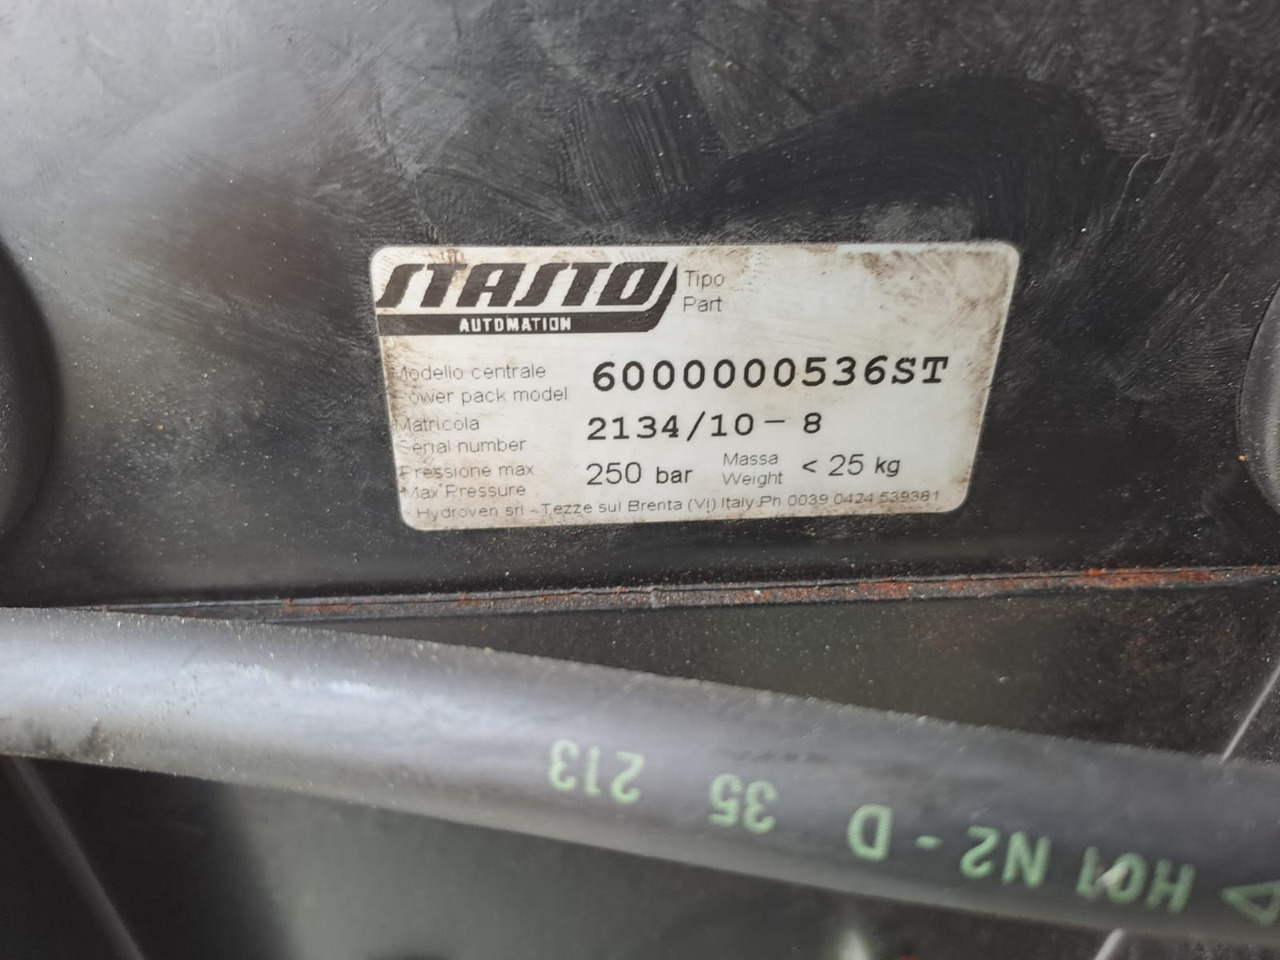 STASTO
AUTOMATION
Tipo
Part
Modello centrale
Power pack model
6000000536ST
Matricola
Serial number
2134/10-8
Pressione max
Max Pressure
250 bar
Massa
Weight
< 25 kg
Hydroven srl - Tezze sul Brenta (Vi) Italy Ph 0039 0424 539381
H01 N2-D 35 213